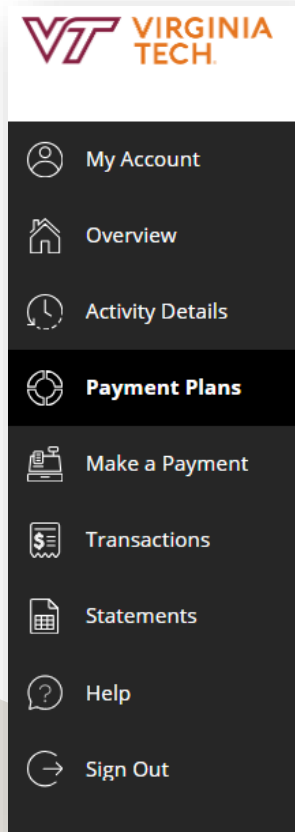 VT VIRGINIA
TECH.
My Account
Overview
Activity Details
Payment Plans
Make a Payment
Transactions
Statements
Help
Sign Out